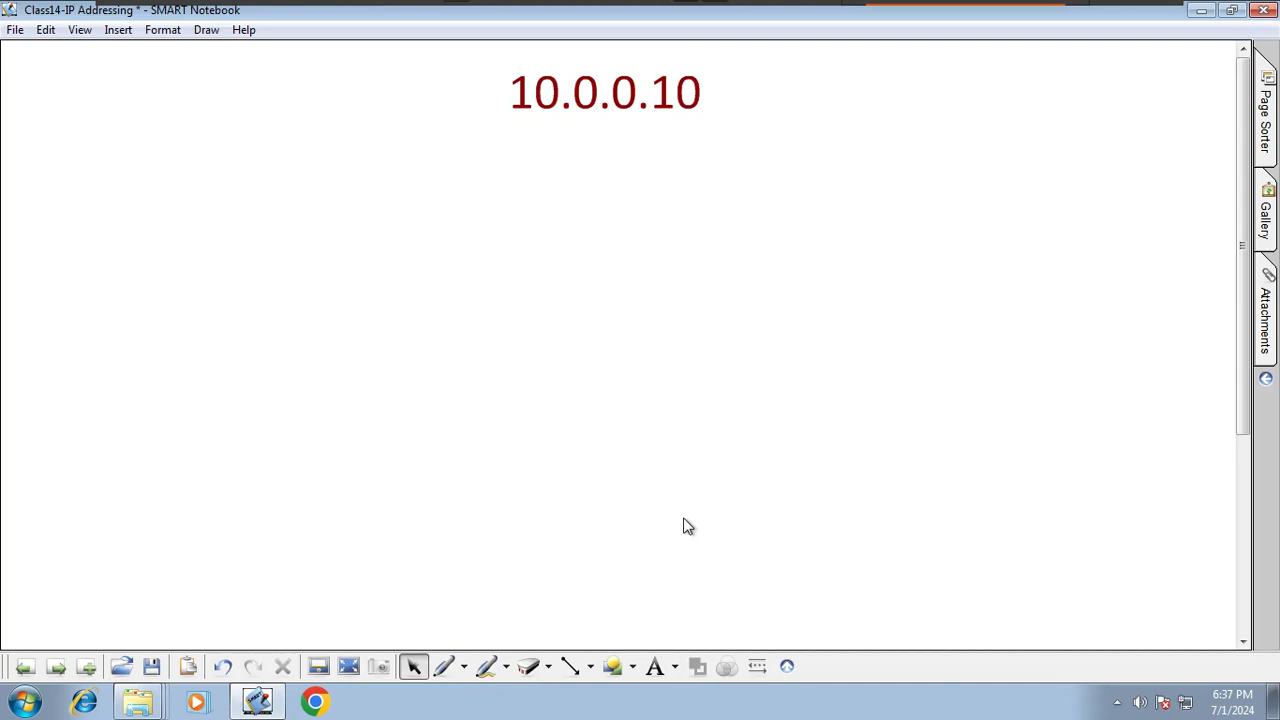 Class14-IP Addressing * - SMART Notebook
File Edit View Insert Format Draw Help
10.0.0.10
Page Sorter
Gallery
Attachments
A
6:37 PM
7/1/2024